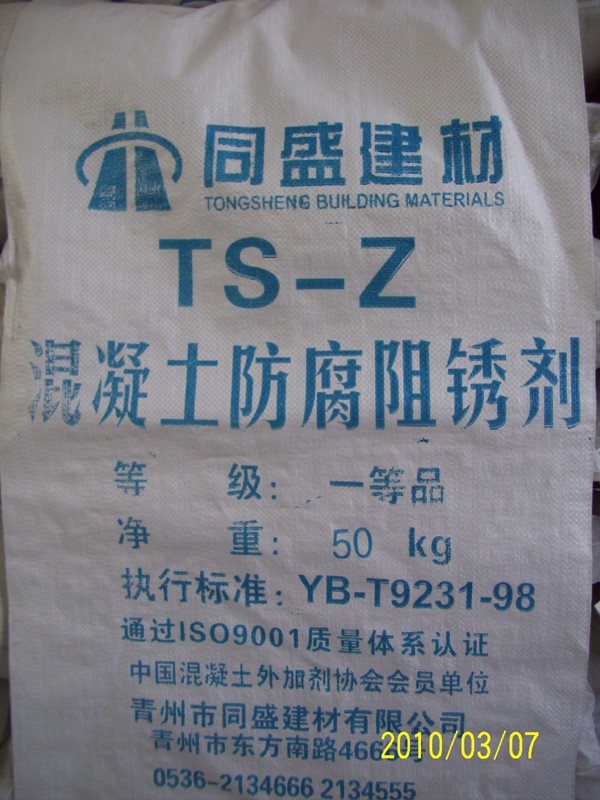 同盛建材
TONGSHENG BUILDING MATERIALS
TS-Z
混凝土防腐阻锈剂
等 级: 一等品
净 重: 50 kg
执行标准: YB-T9231-98
通过ISO9001质量体系认证
中国混凝土外加剂协会会员单位
青州市同盛建材有限公司
青州市东方南路
2010/03/07
0536-2134666 2134555